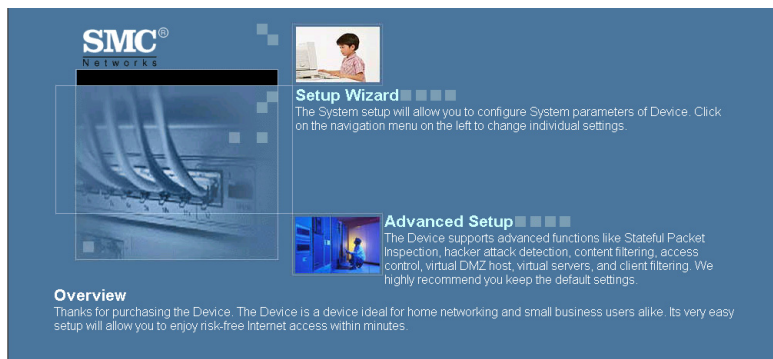 SMC®
Networks
Setup Wizard
The System setup will allow you to configure System parameters of Device. Click
on the navigation menu on the left to change individual settings.
Advanced Setup
The Device supports advanced functions like Stateful Packet
Inspection, hacker attack detection, content filtering, access
control, virtual DMZ host, virtual servers, and client filtering. We
highly recommend you keep the default settings.
Overview
Thanks for purchasing the Device. The Device is a device ideal for home networking and small business users alike. Its very easy
setup will allow you to enjoy risk-free Internet access within minutes.